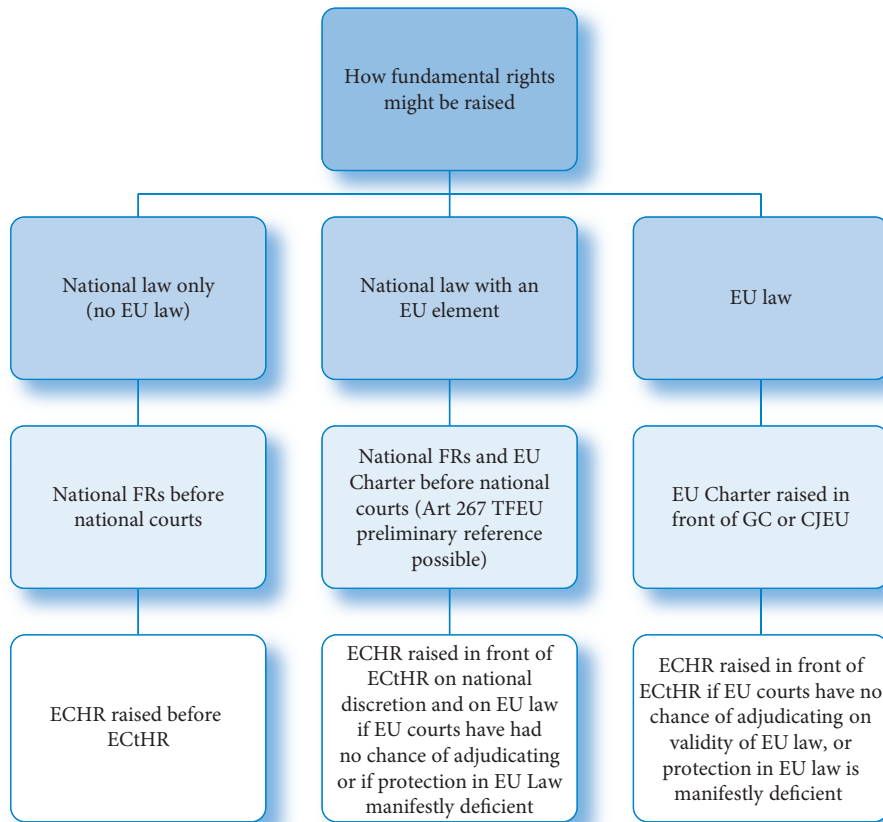 How fundamental rights
might be raised
National law only
(no EU law)
National law with an
EU element
EU law
National FRs before
national courts
National FRs and EU
Charter before national
courts (Art 267 TFEU
preliminary reference
possible)
EU Charter raised in
front of GC or CJEU
ECHR raised before
ECtHR
ECHR raised in front of
ECtHR on national
discretion and on EU law
if EU courts have had
no chance of adjudicating
or if protection in EU Law
manifestly deficient
ECHR raised in front of
ECtHR if EU courts have no
chance of adjudicating on
validity of EU law, or
protection in EU law is
manifestly deficient